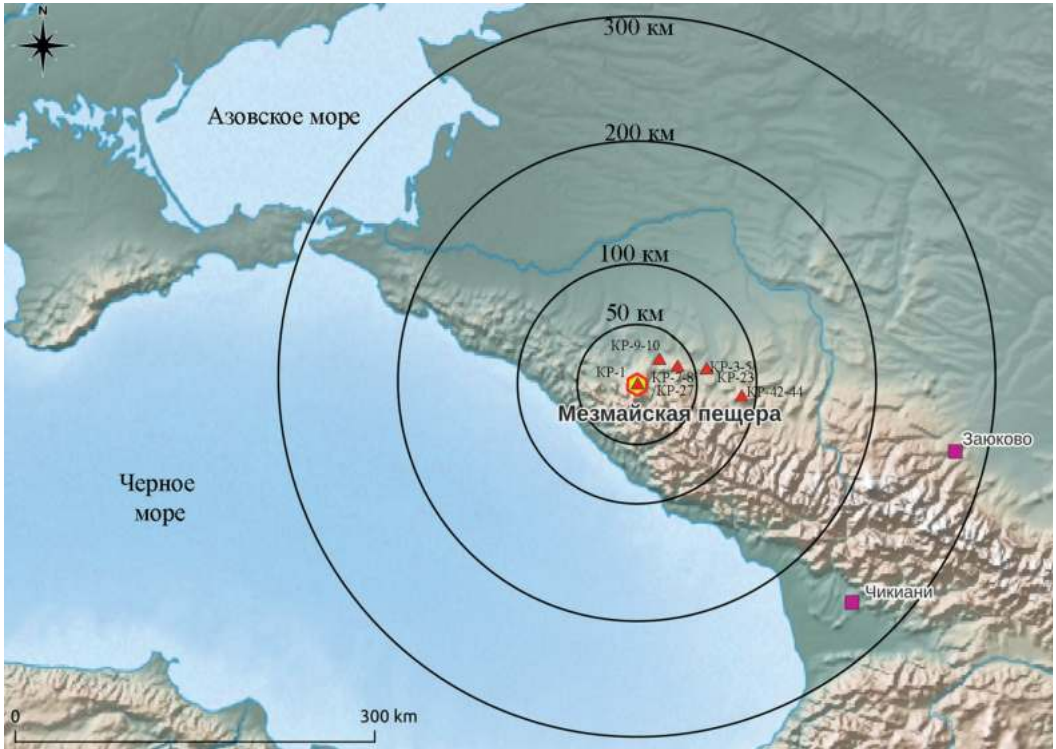 N
300 км
Азовское море
200 км
100 км
50 км
КР-9-10
КР-1
КР-7-8
КР-3-5
КР-23
КР-27
КР-42-44
Мезмайская пещера
Заюково
Черное
море
Чикиани
0
300 km